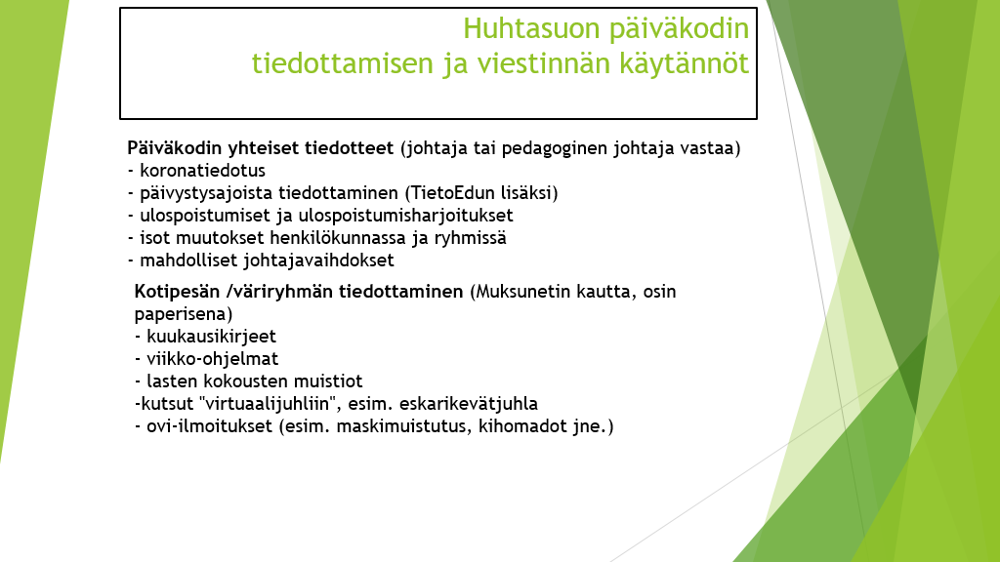 Huhtasuon päiväkodin
tiedottamisen ja viestinnän käytännöt
Päiväkodin yhteiset tiedotteet (johtaja tai pedagoginen johtaja vastaa)
- koronatiedotus
- päivystysajoista tiedottaminen (TietoEdun lisäksi)
- ulospoistumiset ja ulospoistumisharjoitukset
- isot muutokset henkilökunnassa ja ryhmissä
- mahdolliset johtajavaihdokset
Kotipesän /väriryhmän tiedottaminen (Muksunetin kautta, osin
paperisena)
- kuukausikirjeet
- viikko-ohjelmat
- lasten kokousten muistiot
-kutsut "virtuaalijuhliin", esim. eskarikevätjuhla
- ovi-ilmoitukset (esim. maskimuistutus, kihomadot jne.)